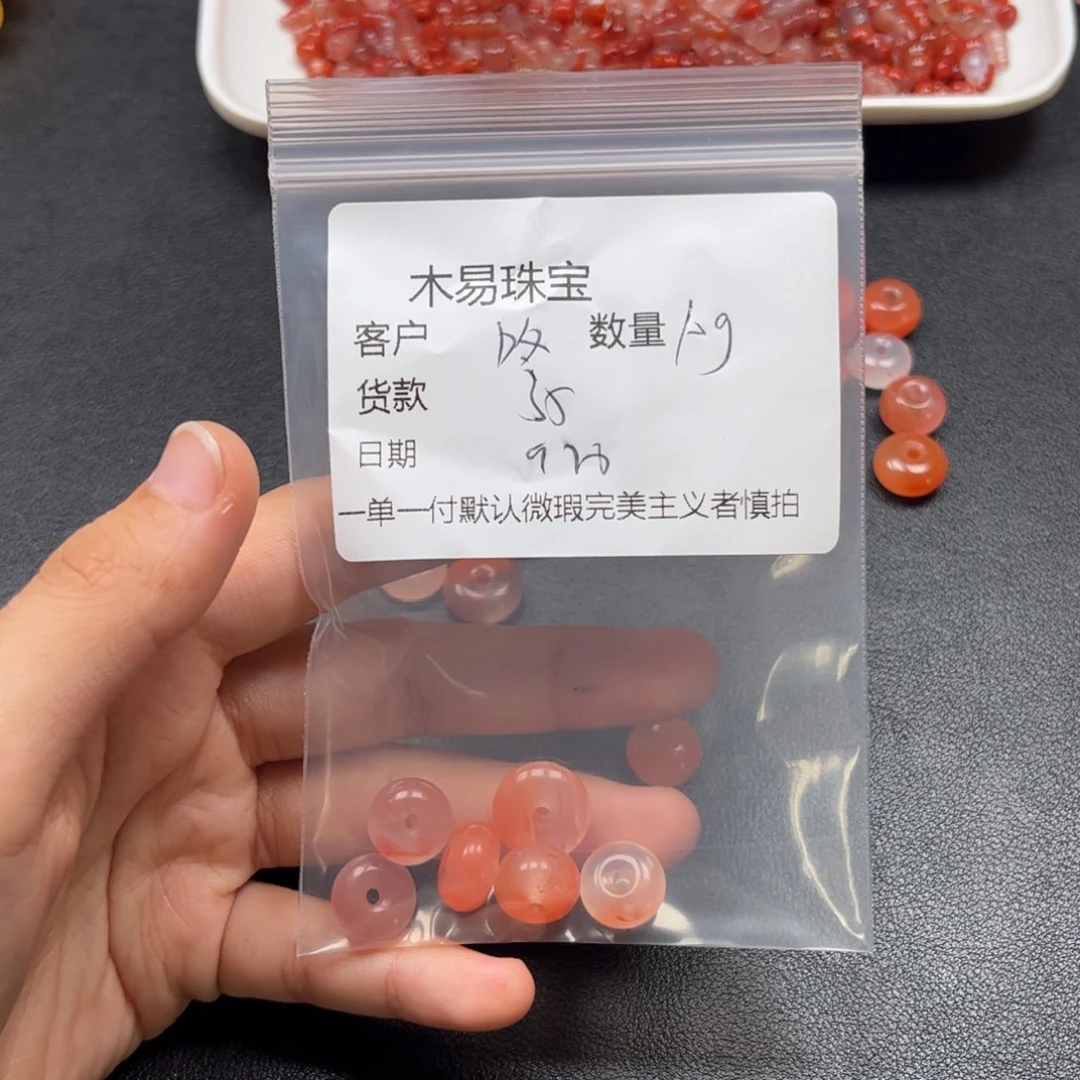 木易珠宝
客户 数量
货款
日期
一单一付默认微瑕完美主义者慎拍